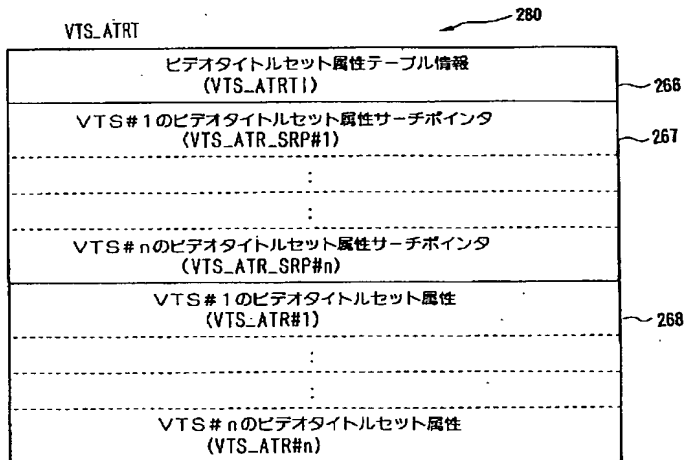 VTS_ATRT
280
ビデオタイトルセット属性テーブル情報
(VTS_ATRTI)
266
VTS#1のビデオタイトルセット属性サーチポインタ
(VTS_ATR_SRP#1)
267
:
:
VTS#nのビデオタイトルセット属性サーチポインタ
(VTS_ATR_SRP#n)
VTS#1のビデオタイトルセット属性
(VTS_ATR#1)
268
:
:
VTS#nのビデオタイトルセット属性
(VTS_ATR#n)